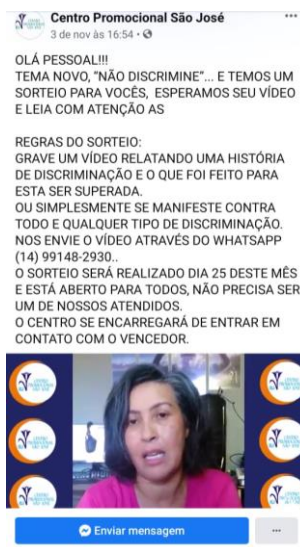 Centro Promocional São José
3 de nov às 16:54 ·
OLÁ PESSOAL!!!
TEMA NOVO, "NÃO DISCRIMINE"... E TEMOS UM
SORTEIO PARA VOCÊS, ESPERAMOS SEU VÍDEO
E LEIA COM ATENÇÃO AS
REGRAS DO SORTEIO:
GRAVE UM VÍDEO RELATANDO UMA HISTÓRIA
DE DISCRIMINAÇÃO E O QUE FOI FEITO PARA
ESTA SER SUPERADA.
OU SIMPLESMENTE SE MANIFESTE CONTRA
TODO E QUALQUER TIPO DE DISCRIMINAÇÃO.
NOS ENVIE O VÍDEO ATRAVÉS DO WHATSAPP
(14) 99148-2930..
O SORTEIO SERÁ REALIZADO DIA 25 DESTE MÊS
E ESTÁ ABERTO PARA TODOS, NÃO PRECISA SER
UM DE NOSSOS ATENDIDOS.
O CENTRO SE ENCARREGARÁ DE ENTRAR EM
CONTATO COM O VENCEDOR.
Enviar mensagem